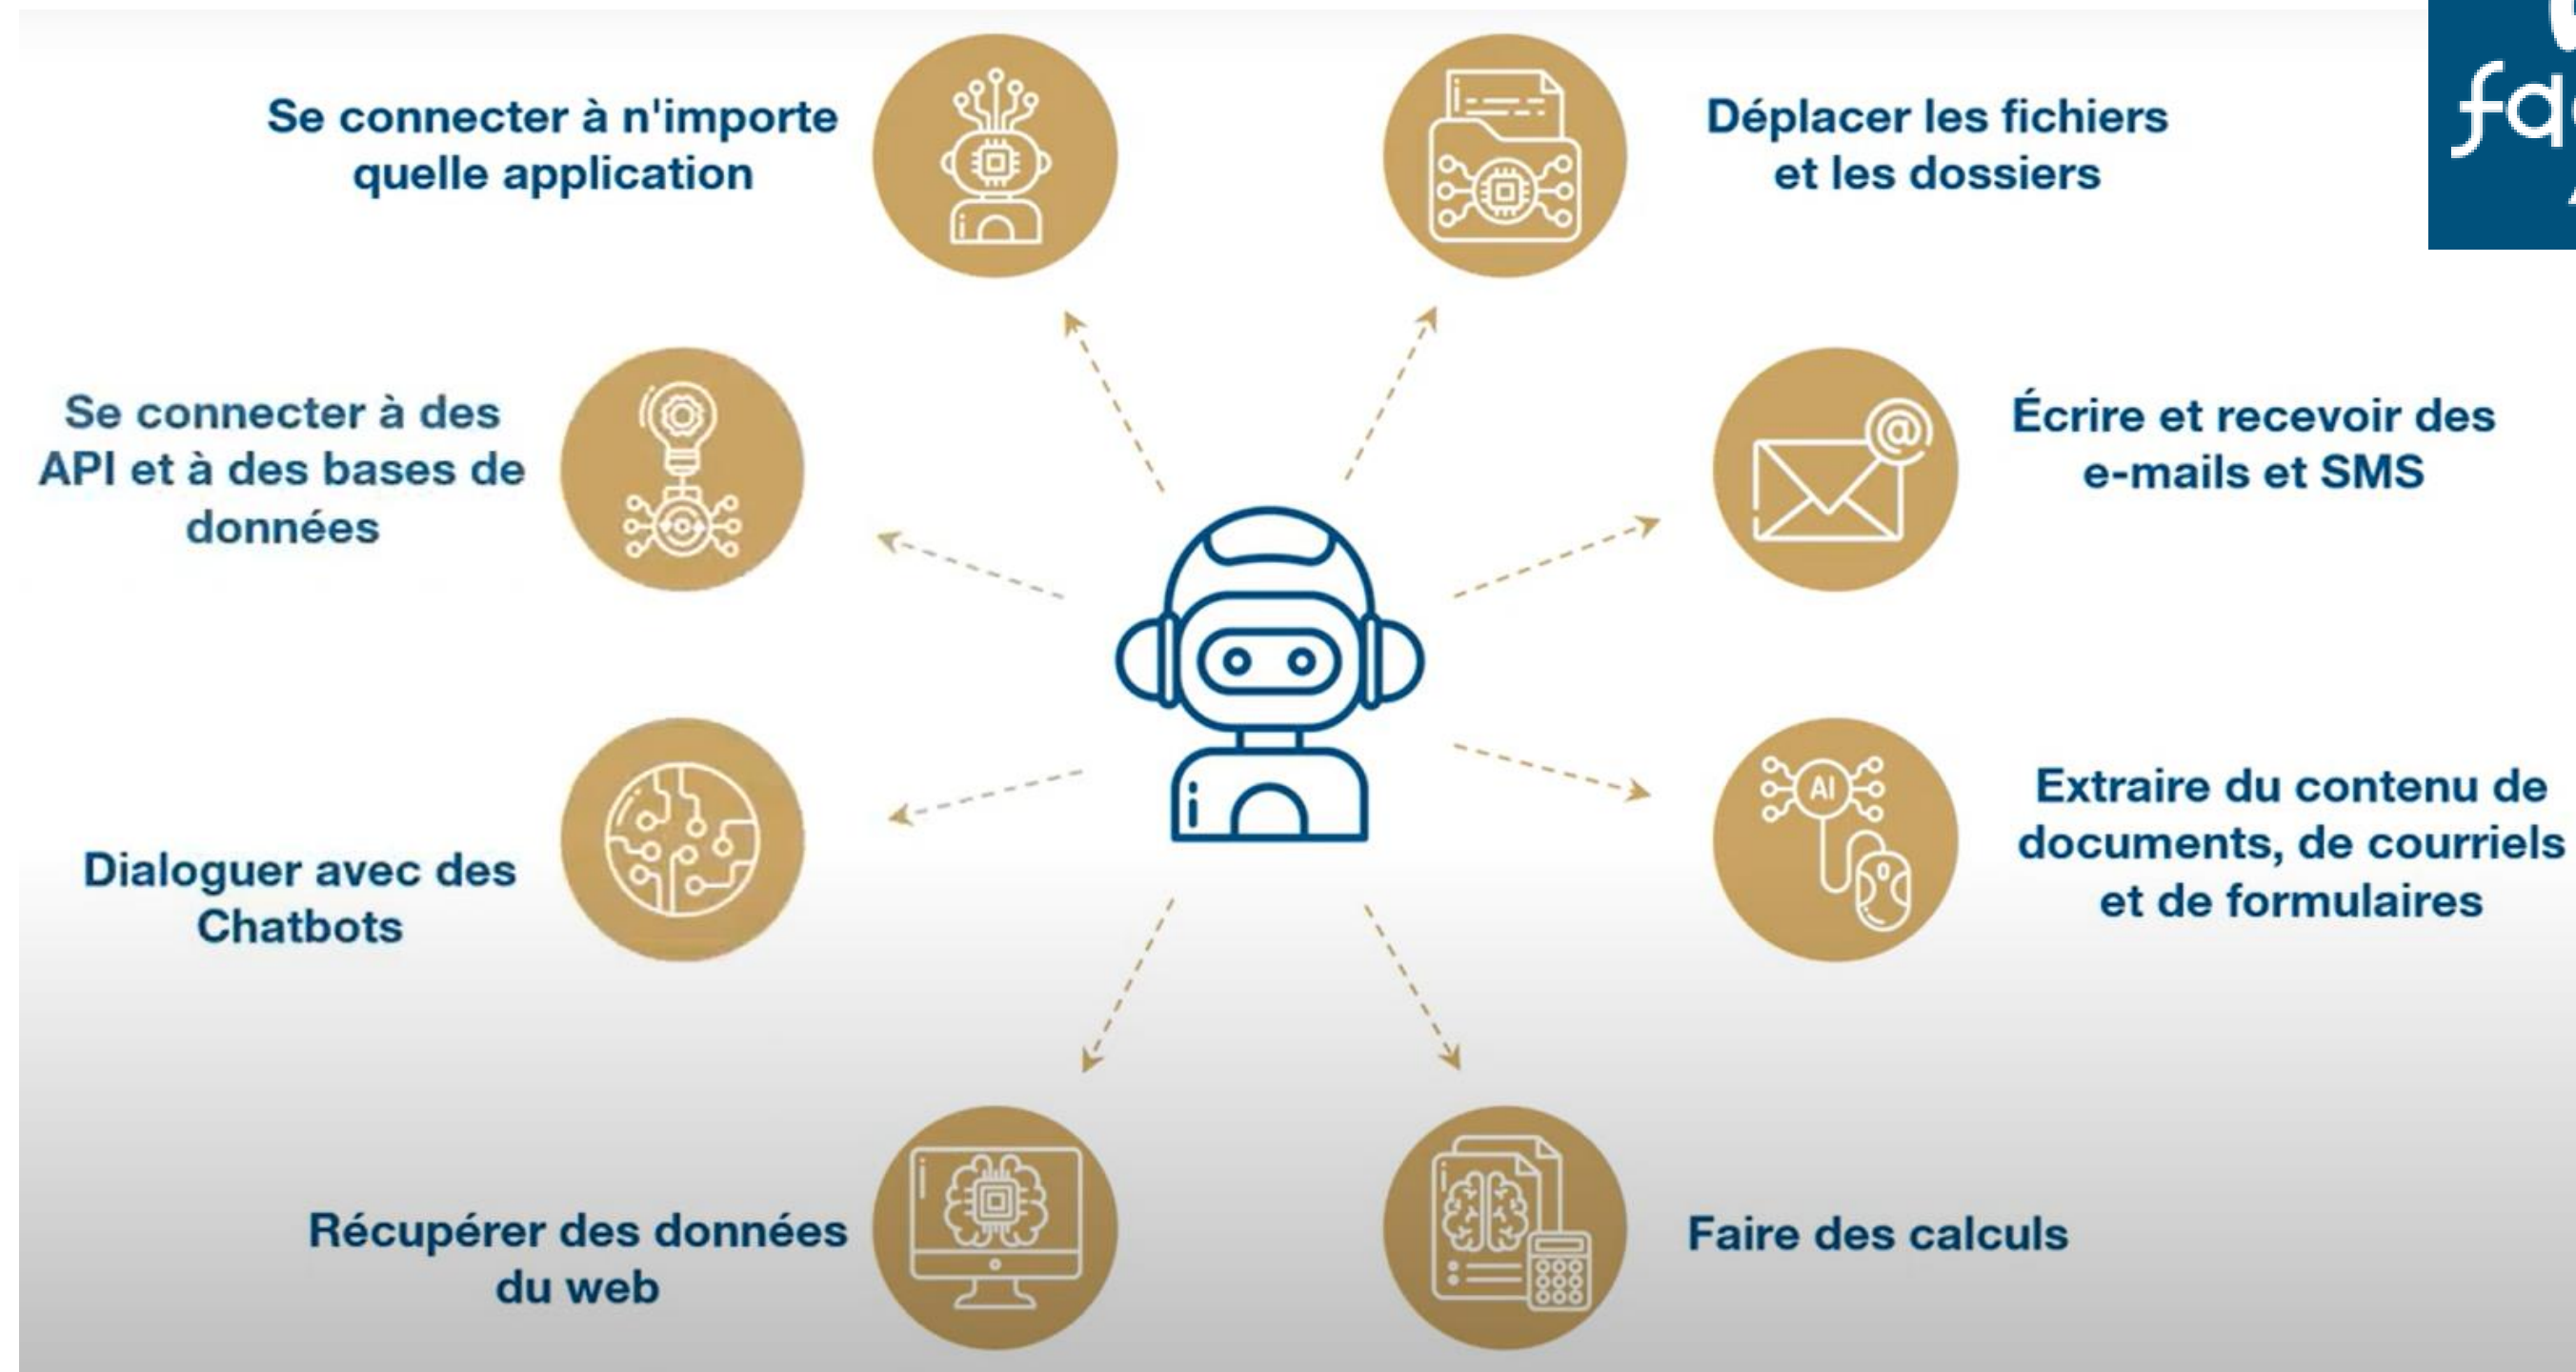 Se connecter à n'importe
quelle application
Déplacer les fichiers
et les dossiers
Se connecter à des
API et à des bases de
données
Écrire et recevoir des
e-mails et SMS
@
Dialoguer avec des
Chatbots
AI
Extraire du contenu de
documents, de courriels
et de formulaires
Récupérer des données
du web
Faire des calculs